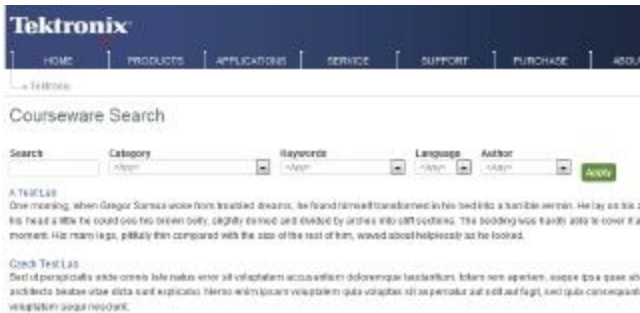 Tektronix
HOME PRODUCTS APPLICATIONS SERVICE SUPPORT PURCHASE ABOU
» Tektronix
Courseware Search
Search Category Keywords Language Author
<Any> <Any> <Any> <Any> Apply
A Test Lab
One morning, when Gregor Samsa woke from troubled dreams, he found himself transformed in his bed into a horrible vermin. He lay on his
his head a little he could see his brown belly, slightly domed and divided by arches into stiff sections. The bedding was hardly able to cover it a
moment. His many legs, pitifully thin compared with the size of the rest of him, waved about helplessly as he looked.
Czech Test Lab
Sed ut perspiciatis unde omnis iste natus error sit voluptatem accusantium doloremque laudantium, totam rem aperiam, eaque ipsa quae
architecto beatae vitae dicta sunt explicabo. Nemo enim ipsam voluptatem quia voluptas sit aspernatur aut odit aut fugit, sed quia consequunt
voluptatem sequi nesciunt.